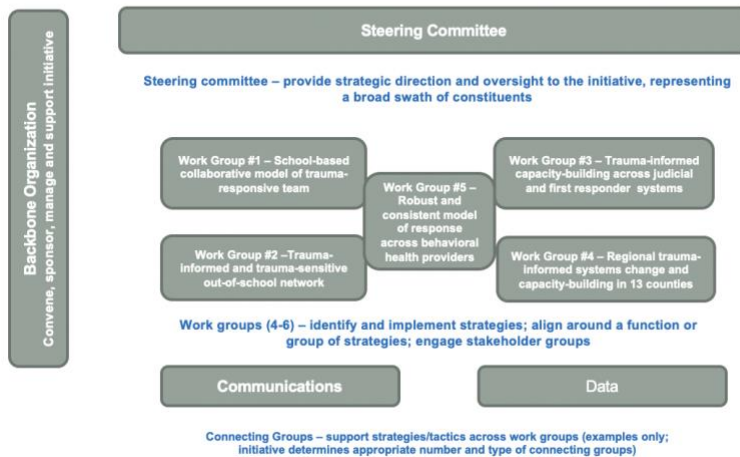 Backbone Organization
Convene, sponsor, manage and support initiative
Steering Committee
Steering committee – provide strategic direction and oversight to the initiative, representing
a broad swath of constituents
Work Group #1 – School-based
collaborative model of trauma-
responsive team
Work Group #3 – Trauma-informed
capacity-building across judicial
and first responder systems
Work Group #5 –
Robust and
consistent model
of response
across behavioral
health providers
Work Group #2 –Trauma-
informed and trauma-sensitive
out-of-school network
Work Group #4 – Regional trauma-
informed systems change and
capacity-building in 13 counties
Work groups (4-6) – identify and implement strategies; align around a function or
group of strategies; engage stakeholder groups
Communications
Data
Connecting Groups – support strategies/tactics across work groups (examples only;
initiative determines appropriate number and type of connecting groups)